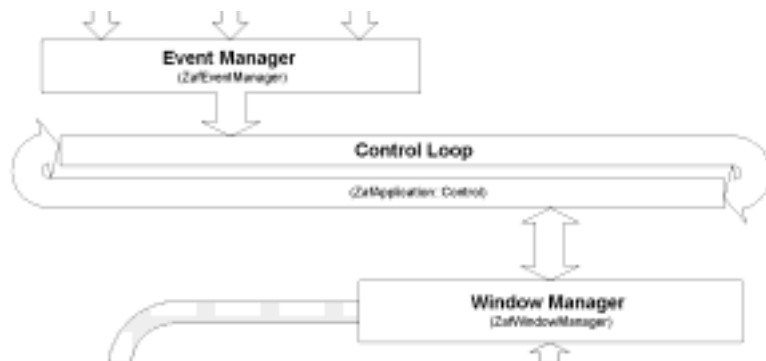 Event Manager
(ZafEventManager)
Control Loop
(ZafApplication: Control)
Window Manager
(ZafWindowManager)